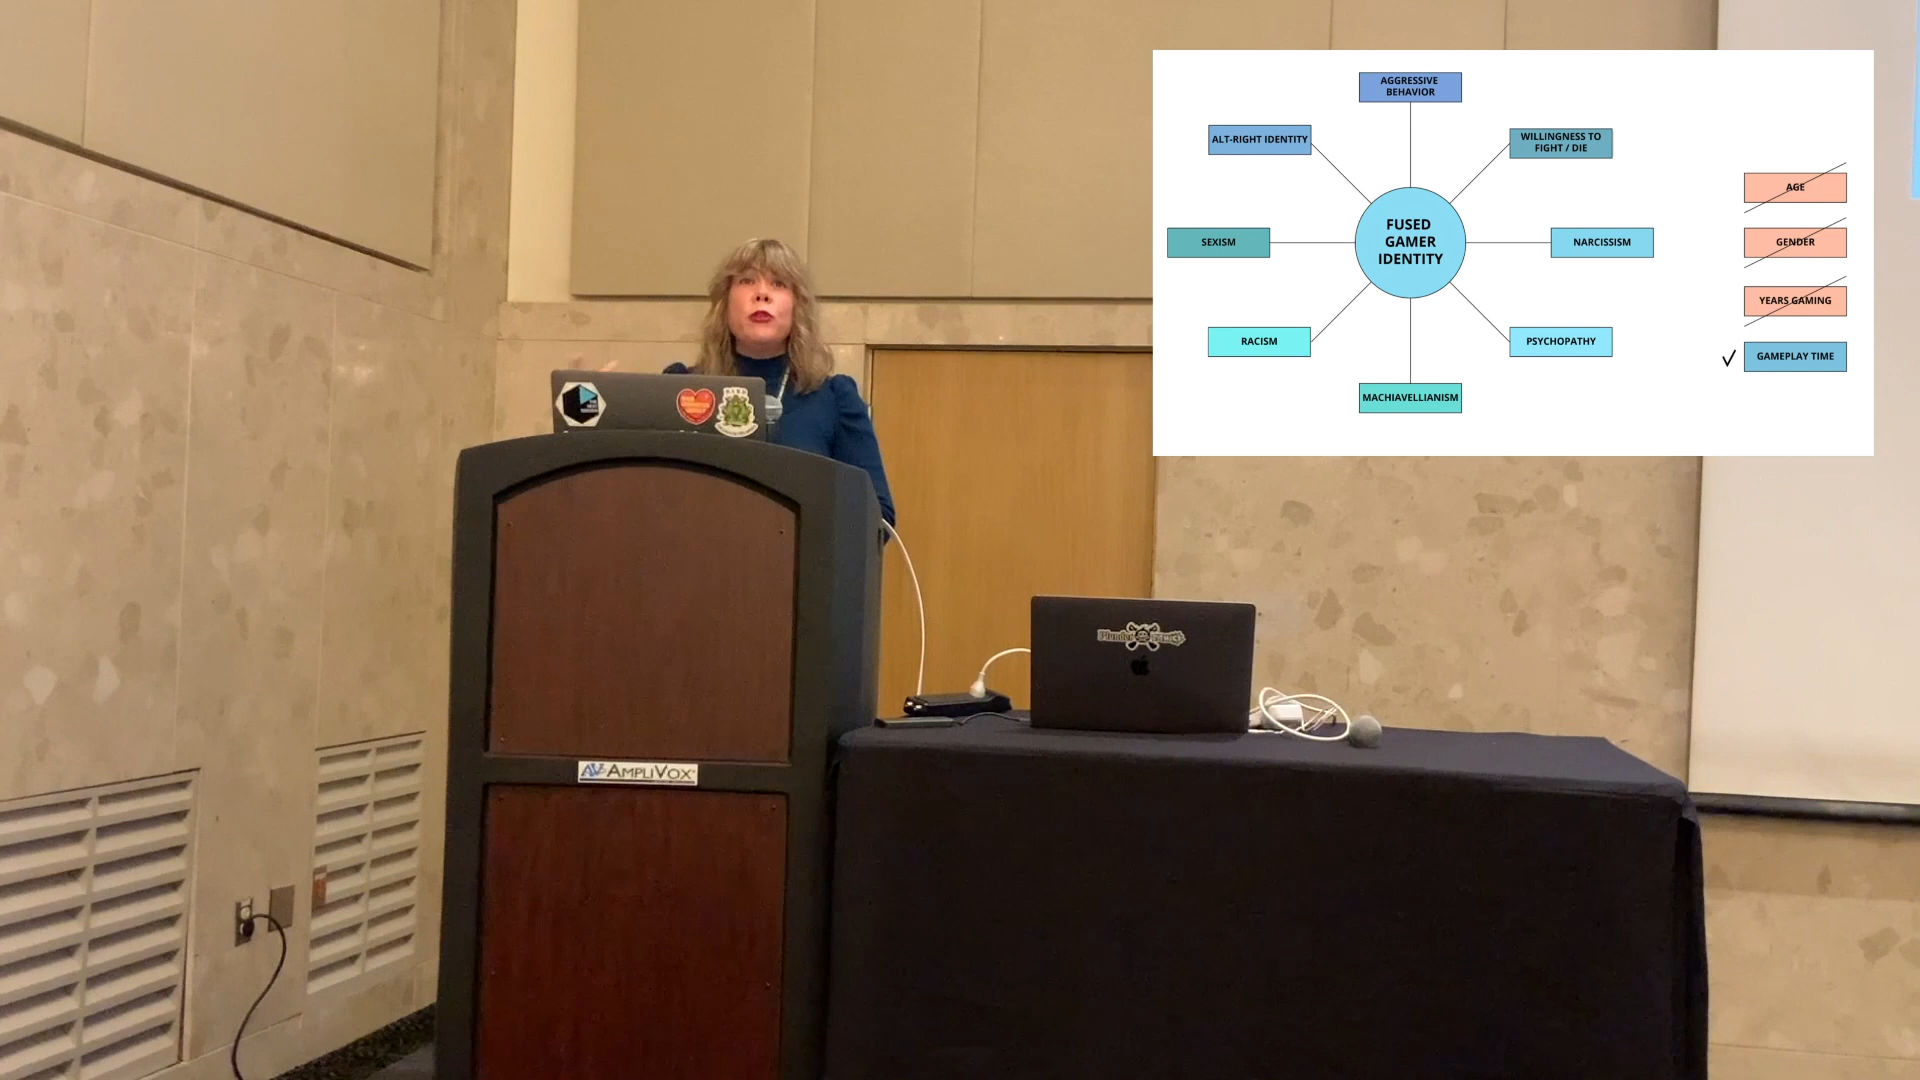 AGGRESSIVE
BEHAVIOR
ALT-RIGHT IDENTITY
WILLINGNESS TO
FIGHT / DIE
AGE
FUSED
GAMER
IDENTITY
SEXISM
NARCISSISM
GENDER
YEARS GAMING
RACISM
PSYCHOPATHY
GAMEPLAY TIME
MACHIAVELLIANISM
Plunder
AMPLIVOX